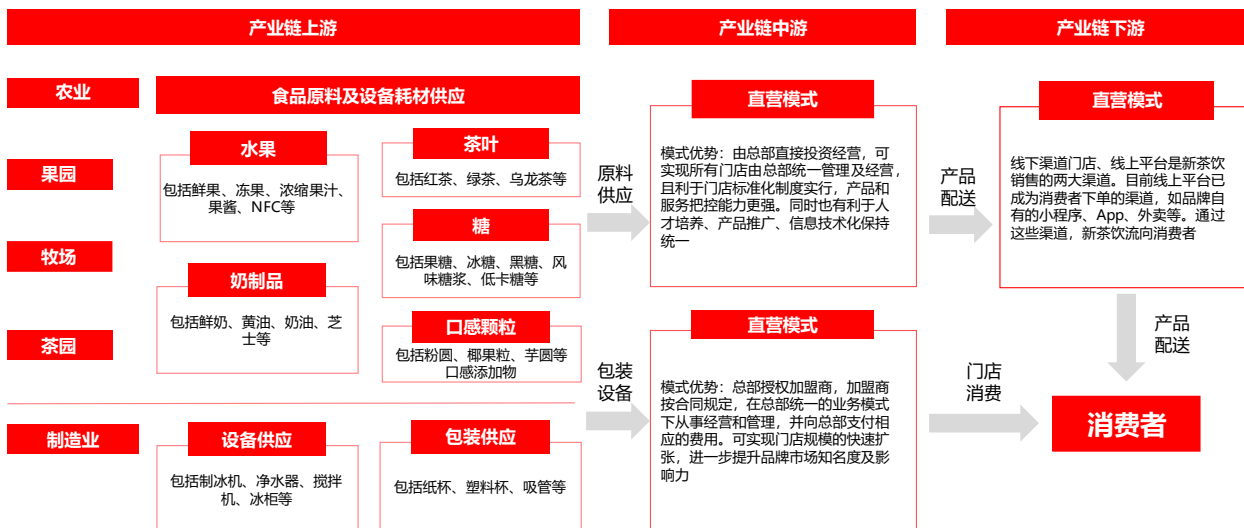 产业链上游
产业链中游
产业链下游
农业
果园
牧场
茶园
制造业
食品原料及设备耗材供应
水果
包括鲜果、冻果、浓缩果汁、
果酱、NFC等
茶叶
包括红茶、绿茶、乌龙茶等
糖
包括果糖、冰糖、黑糖、风
味糖浆、低卡糖等
奶制品
包括鲜奶、黄油、奶油、芝
士等
口感颗粒
包括粉圆、椰果粒、芋圆等
口感添加物
设备供应
包括制冰机、净水器、搅拌
机、冰柜等
包装供应
包括纸杯、塑料杯、吸管等
原料
供应
包装
设备
直营模式
模式优势：由总部直接投资经营，可
实现所有门店由总部统一管理及经营，
且利于门店标准化制度实行，产品和
服务把控能力更强。同时也有利于人
才培养、产品推广、信息技术化保持
统一
直营模式
模式优势：总部授权加盟商，加盟商
按合同规定，在总部统一的业务模式
下从事经营和管理，并向总部支付相
应的费用。可实现门店规模的快速扩
张，进一步提升品牌市场知名度及影
响力
产品
配送
门店
消费
直营模式
线下渠道门店、线上平台是新茶饮
销售的两大渠道。目前线上平台已
成为消费者下单的渠道，如品牌自
有的小程序、App、外卖等。通过
这些渠道，新茶饮流向消费者
产品
配送
消费者